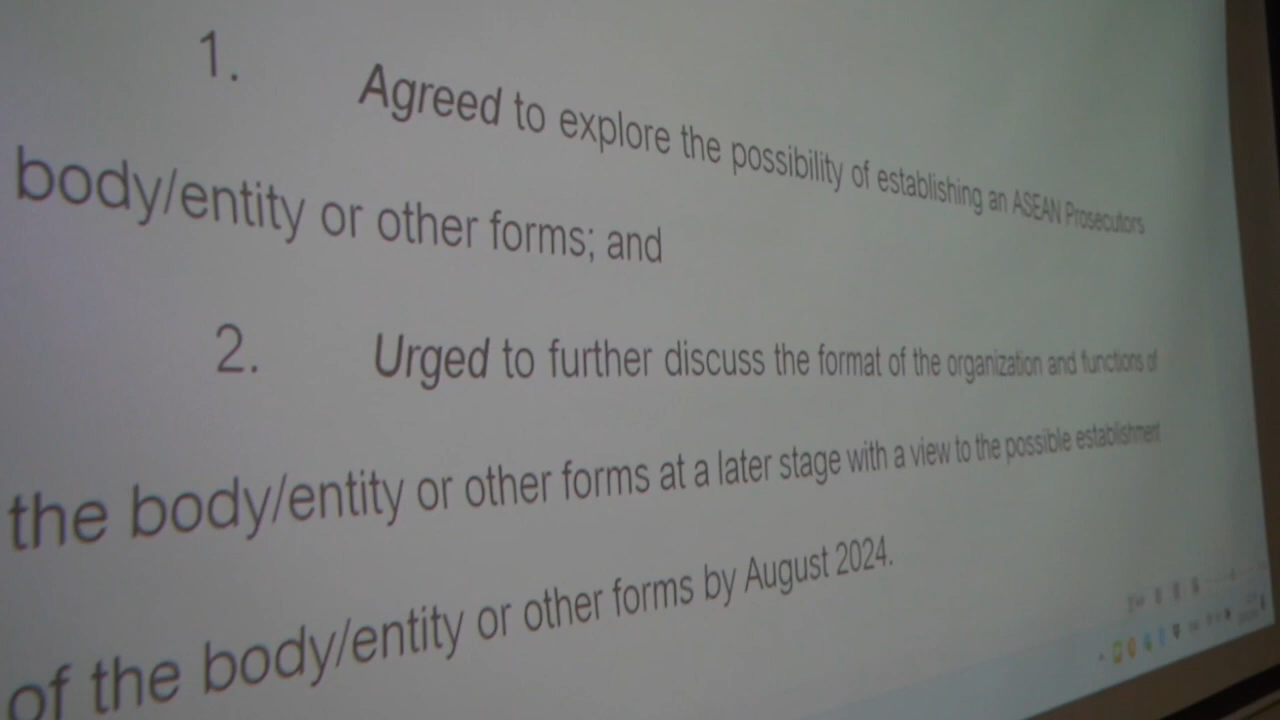 1. Agreed to explore the possibility of establishing an ASEAN Prosecutors
body/entity or other forms; and
2. Urged to further discuss the format of the organization and functions of
the body/entity or other forms at a later stage with a view to the possible establishment
of the body/entity or other forms by August 2024.